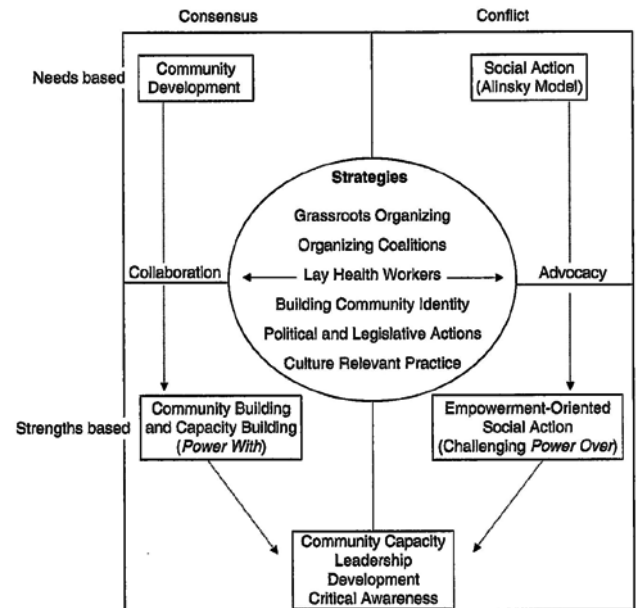 Consensus
Conflict
Needs based
Community
Development
Social Action
(Alinsky Model)
Strategies
Grassroots Organizing
Organizing Coalitions
Collaboration
Lay Health Workers
Advocacy
Building Community Identity
Political and Legislative Actions
Culture Relevant Practice
Strengths based
Community Building
and Capacity Building
(Power With)
Empowerment-Oriented
Social Action
(Challenging Power Over)
Community Capacity
Leadership
Development
Critical Awareness